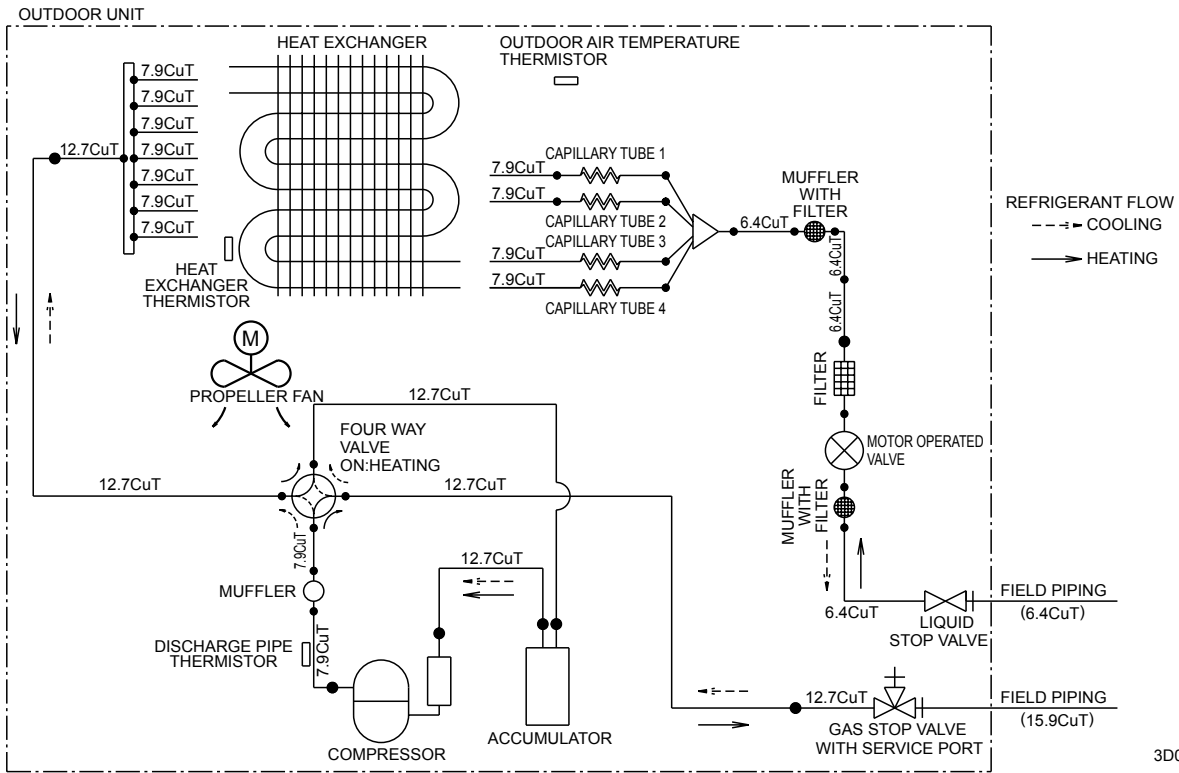 OUTDOOR UNIT
HEAT EXCHANGER
OUTDOOR AIR TEMPERATURE
THERMISTOR
7.9CuT
7.9CuT
7.9CuT
7.9CuT
7.9CuT
7.9CuT
7.9CuT
12.7CuT
HEAT
EXCHANGER
THERMISTOR
CAPILLARY TUBE 1
7.9CuT
7.9CuT
CAPILLARY TUBE 2
CAPILLARY TUBE 3
7.9CuT
7.9CuT
CAPILLARY TUBE 4
6.4CuT
MUFFLER
WITH
FILTER
6.4CuT
6.4CuT
REFRIGERANT FLOW
COOLING
HEATING
M
PROPELLER FAN
12.7CuT
FOUR WAY
VALVE
ON:HEATING
12.7CuT
12.7CuT
FILTER
MOTOR OPERATED
VALVE
MUFFLER
WITH
FILTER
7.9CuT
MUFFLER
12.7CuT
DISCHARGE PIPE
THERMISTOR
7.9CuT
COMPRESSOR
ACCUMULATOR
6.4CuT
LIQUID
STOP VALVE
FIELD PIPING
(6.4CuT)
12.7CuT
GAS STOP VALVE
WITH SERVICE PORT
FIELD PIPING
(15.9CuT)
3D0